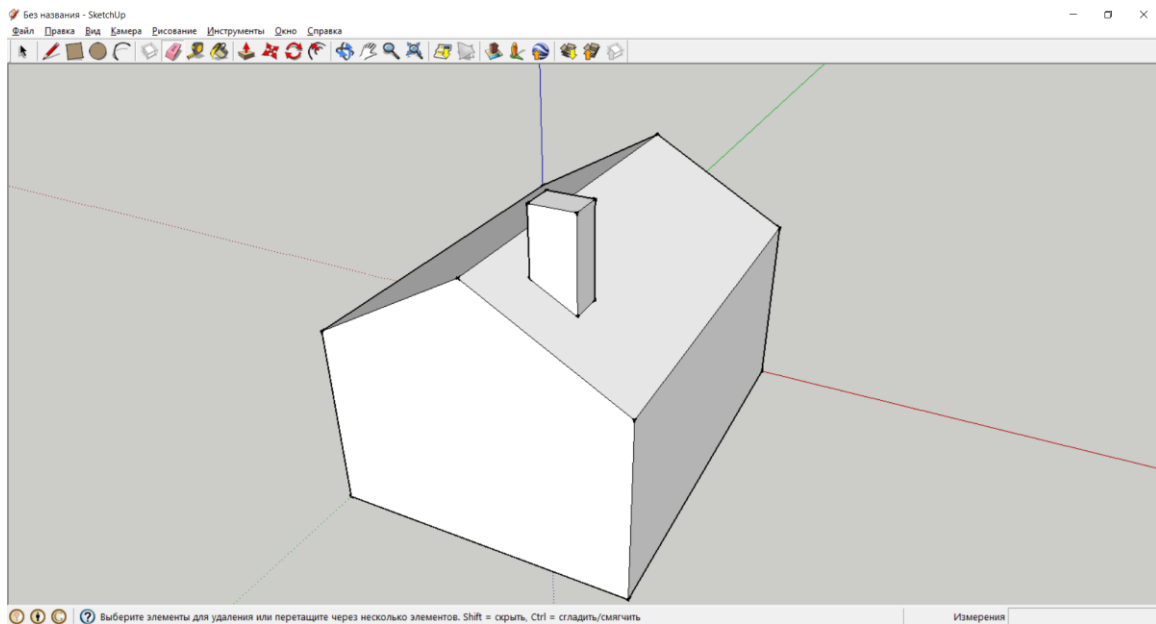 Без названия - SketchUp
Файл Правка Вид Камера Рисование Инструменты Окно Справка
Выберите элементы для удаления или перетащите через несколько элементов. Shift = скрыть, Ctrl = сгладить/смягчить
Измерения